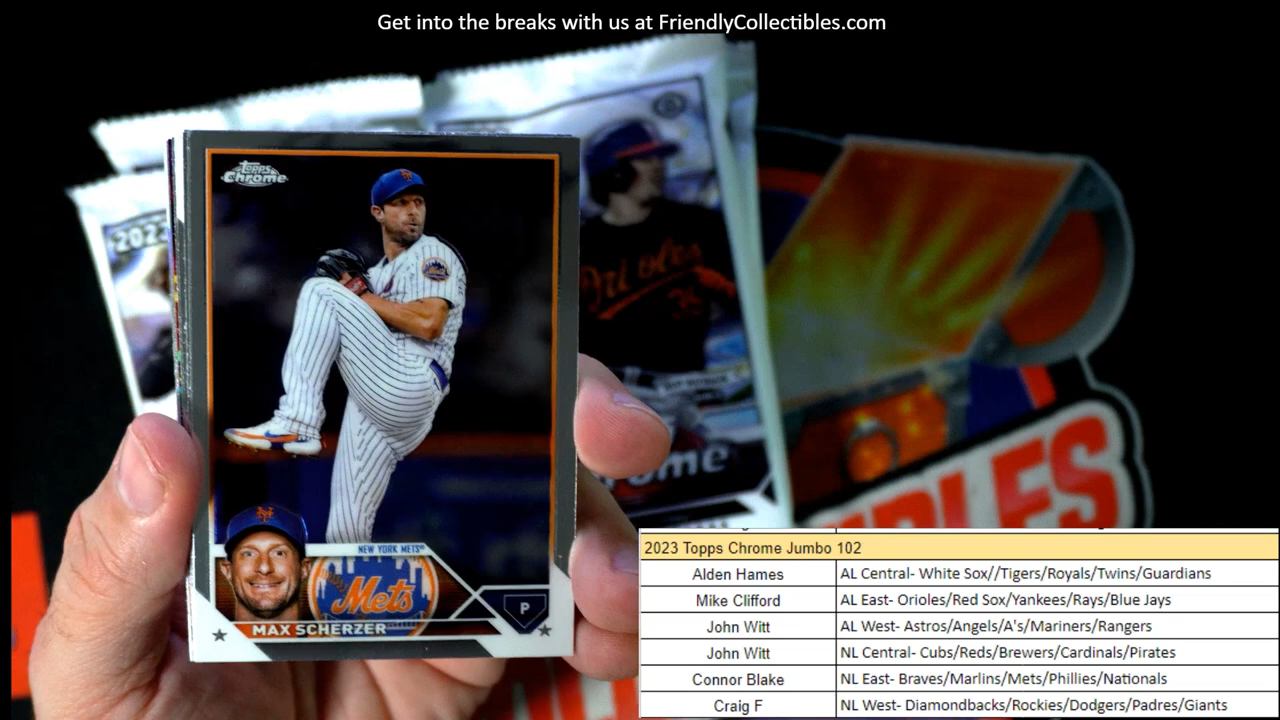 Get into the breaks with us at FriendlyCollectibles.com
Topps
Chrome
2023
Orioles
35
Mets
NEW YORK METS®
Mets
P
MAX SCHERZER
2023 Topps Chrome Jumbo 102
Alden Hames AL Central- White Sox//Tigers/Royals/Twins/Guardians
Mike Clifford AL East- Orioles/Red Sox/Yankees/Rays/Blue Jays
John Witt AL West- Astros/Angels/A's/Mariners/Rangers
John Witt NL Central- Cubs/Reds/Brewers/Cardinals/Pirates
Connor Blake NL East- Braves/Marlins/Mets/Phillies/Nationals
Craig F NL West- Diamondbacks/Rockies/Dodgers/Padres/Giants